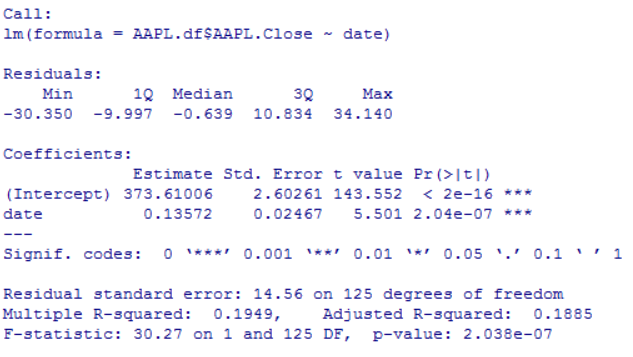 Call:
lm(formula = AAPL.df$AAPL.Close ~ date)
Residuals:
    Min      1Q  Median      3Q     Max
-30.350  -9.997  -0.639  10.834  34.140
Coefficients:
             Estimate Std. Error t value Pr(>|t|)
(Intercept) 373.61006    2.60261 143.552  < 2e-16 ***
date          0.13572    0.02467   5.501 2.04e-07 ***
---
Signif. codes:  0 ‘***’ 0.001 ‘**’ 0.01 ‘*’ 0.05 ‘.’ 0.1 ‘ ’ 1
Residual standard error: 14.56 on 125 degrees of freedom
Multiple R-squared:  0.1949,    Adjusted R-squared:  0.1885
F-statistic: 30.27 on 1 and 125 DF,  p-value: 2.038e-07